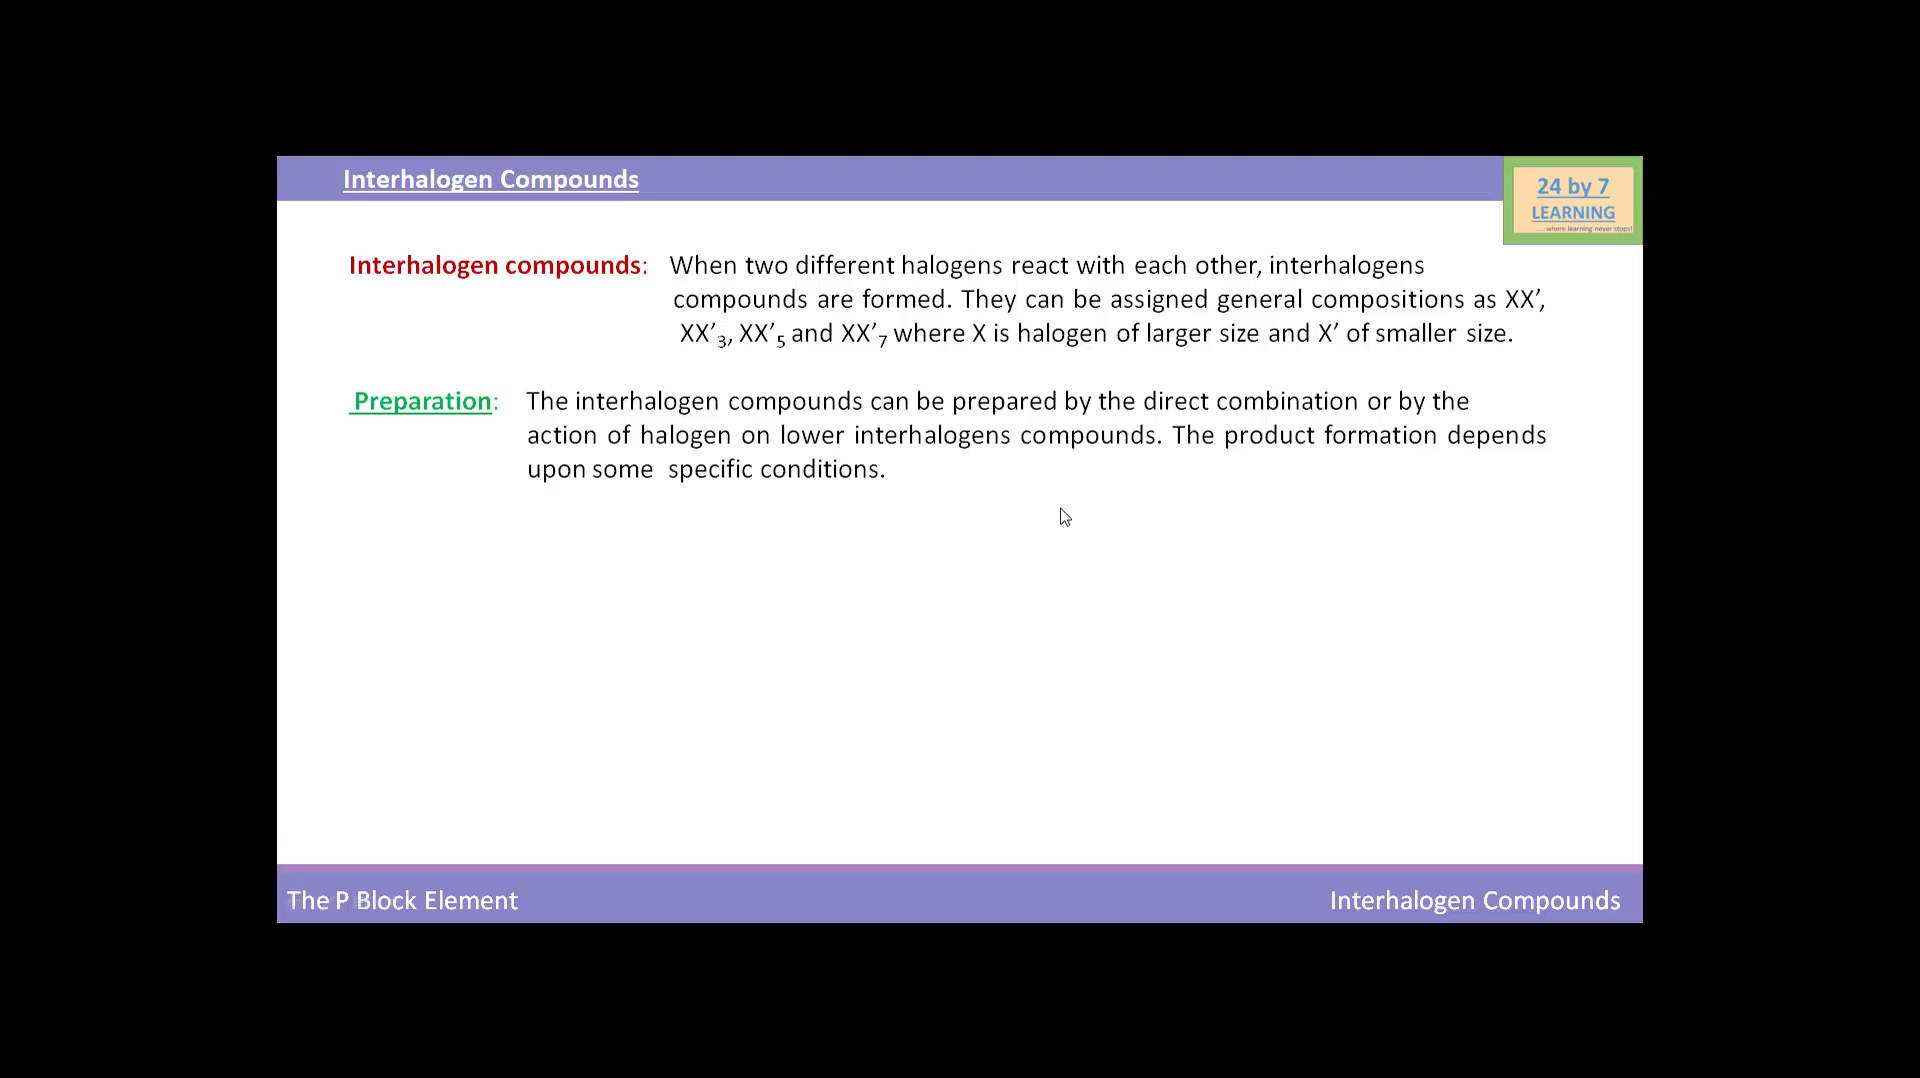 Interhalogen Compounds
24 by 7
LEARNING
.... where learning never stops!
Interhalogen compounds: When two different halogens react with each other, interhalogens
compounds are formed. They can be assigned general compositions as XX’,
XX’₃, XX’₅ and XX’₇ where X is halogen of larger size and X’ of smaller size.
Preparation: The interhalogen compounds can be prepared by the direct combination or by the
action of halogen on lower interhalogens compounds. The product formation depends
upon some specific conditions.
The P Block Element
Interhalogen Compounds